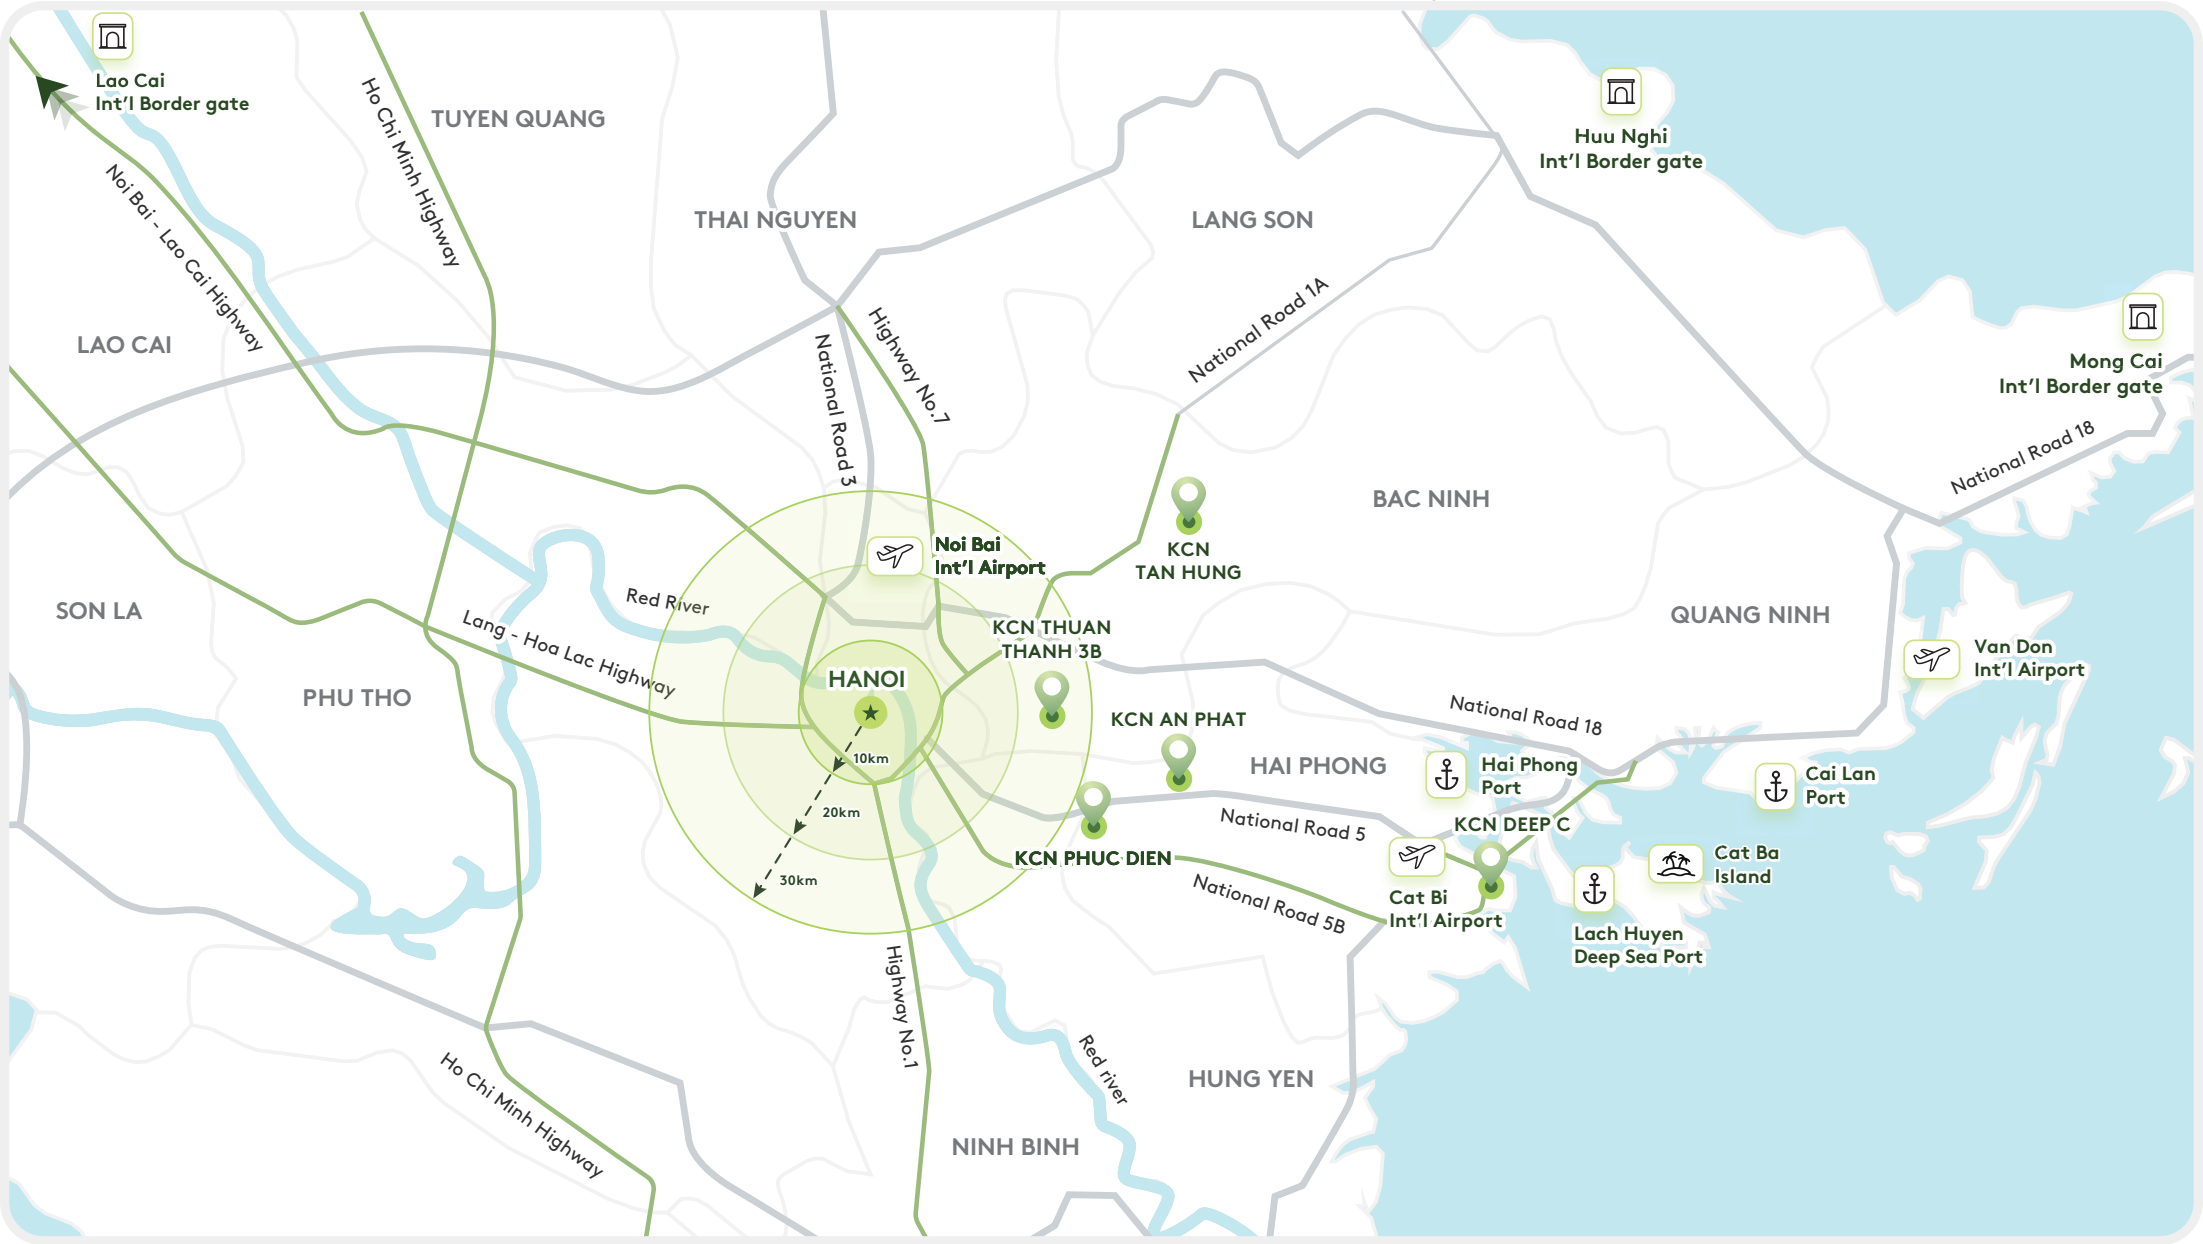 Lao Cai
Int'l Border gate
Ho Chi Minh Highway
TUYEN QUANG
Noi Bai - Lao Cai Highway
THAI NGUYEN
LANG SON
Huu Nghi
Int'l Border gate
LAO CAI
National Road 3
Highway No.7
National Road 1A
Mong Cai
Int'l Border gate
National Road 18
BAC NINH
Noi Bai
Int'l Airport
KCN
TAN HUNG
SON LA
Red River
Lang - Hoa Lac Highway
KCN THUAN
THANH 3B
QUANG NINH
Van Don
Int'l Airport
PHU THO
HANOI
KCN AN PHAT
National Road 18
10km
20km
30km
HAI PHONG
Hai Phong
Port
Cai Lan
Port
National Road 5
KCN DEEP C
KCN PHUC DIEN
Cat Ba
Island
National Road 5B
Cat Bi
Int'l Airport
Lach Huyen
Deep Sea Port
Highway No.1
Red river
Ho Chi Minh Highway
HUNG YEN
NINH BINH